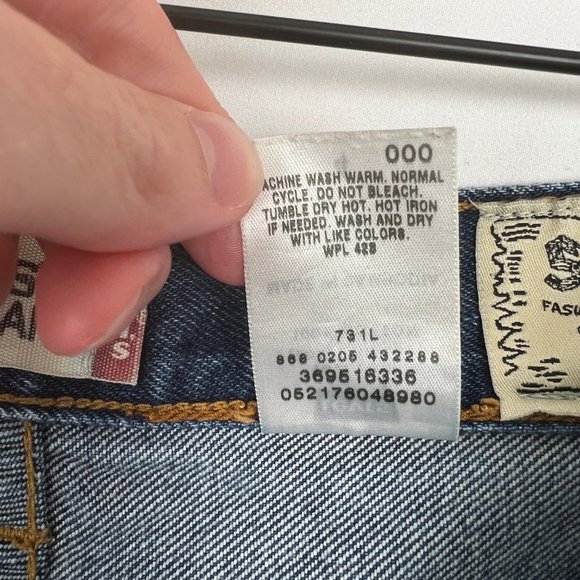 000
ACHINE WASH WARM. NORMAL
CYCLE. DO NOT BLEACH.
TUMBLE DRY HOT. HOT IRON
IF NEEDED. WASH AND DRY
WITH LIKE COLORS.
WPL 423
731L
868 0205 432288
369516336
052176048980